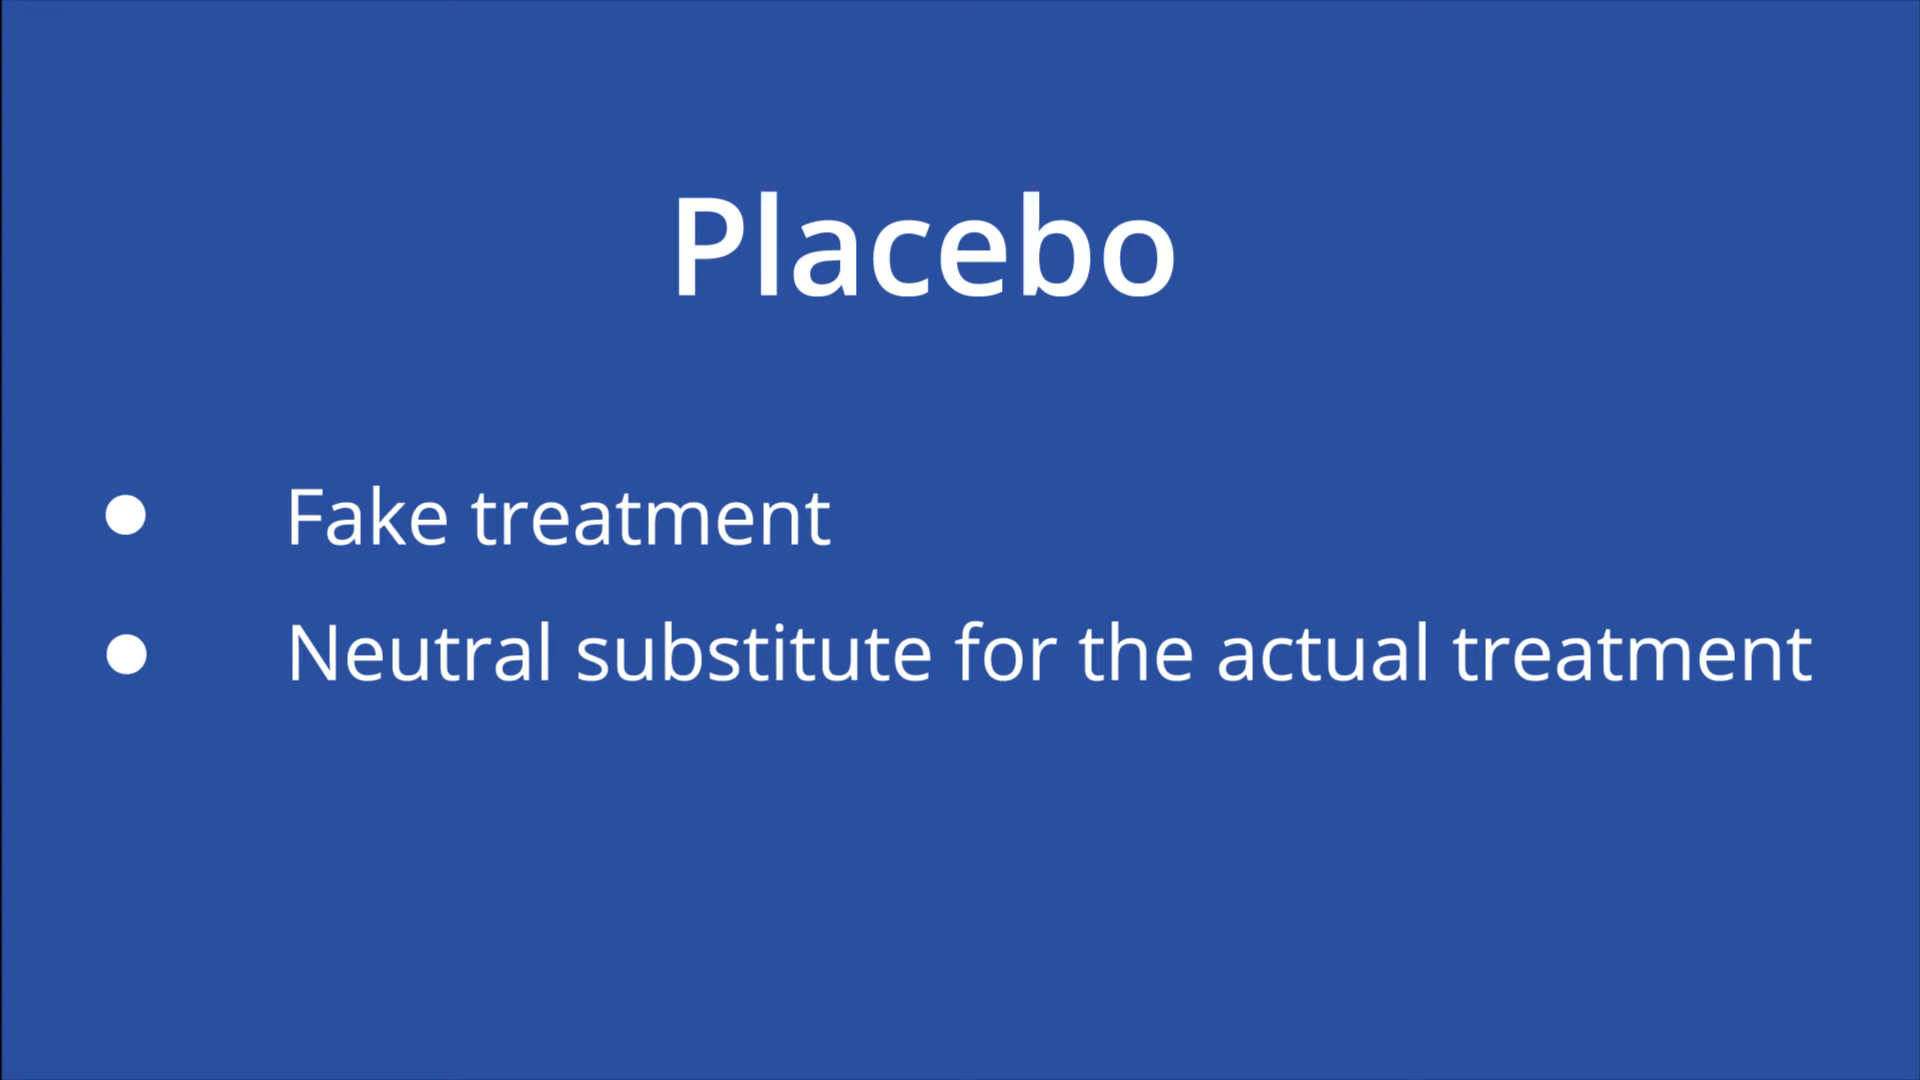 Placebo
● Fake treatment
● Neutral substitute for the actual treatment